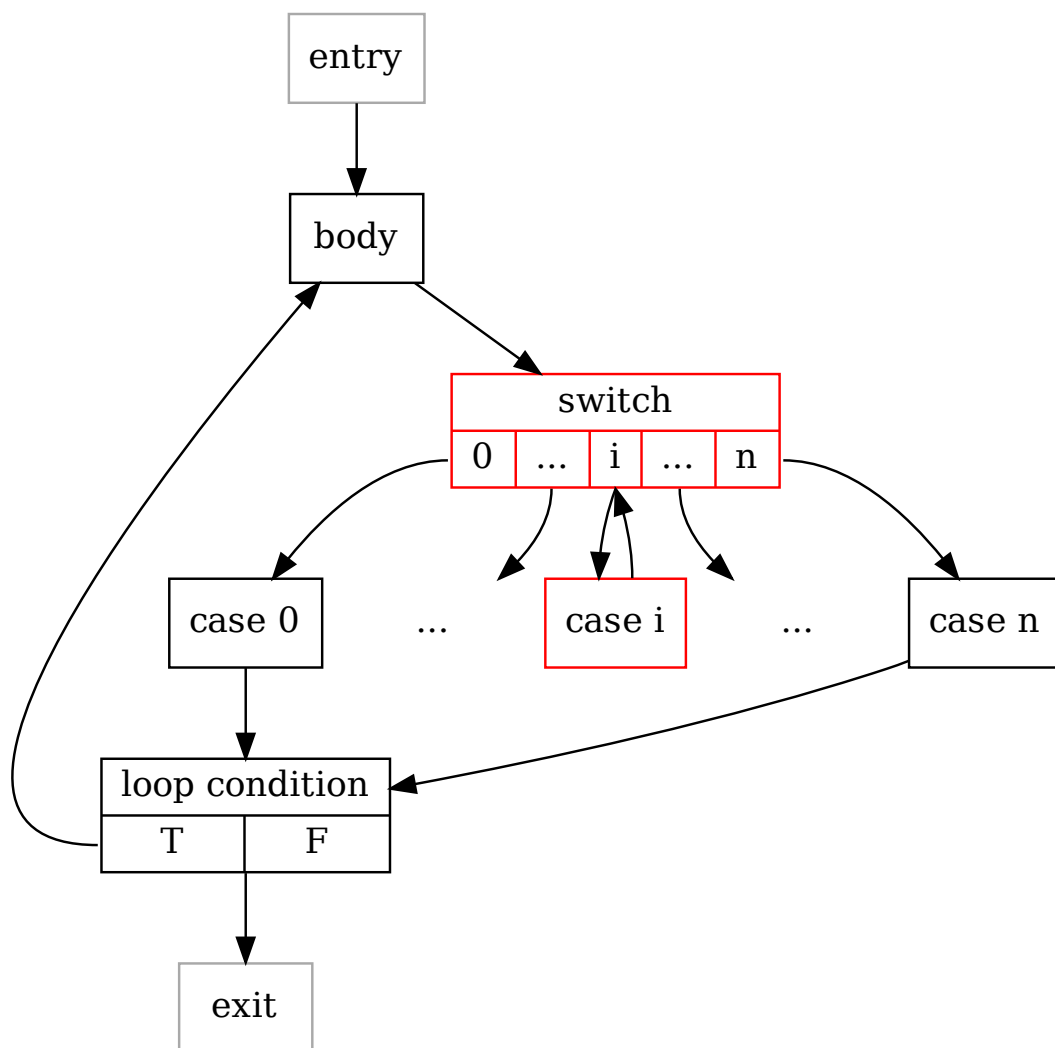 entry
body
switch
0 ... i ... n
case 0 ... case i ... case n
loop condition
T F
exit